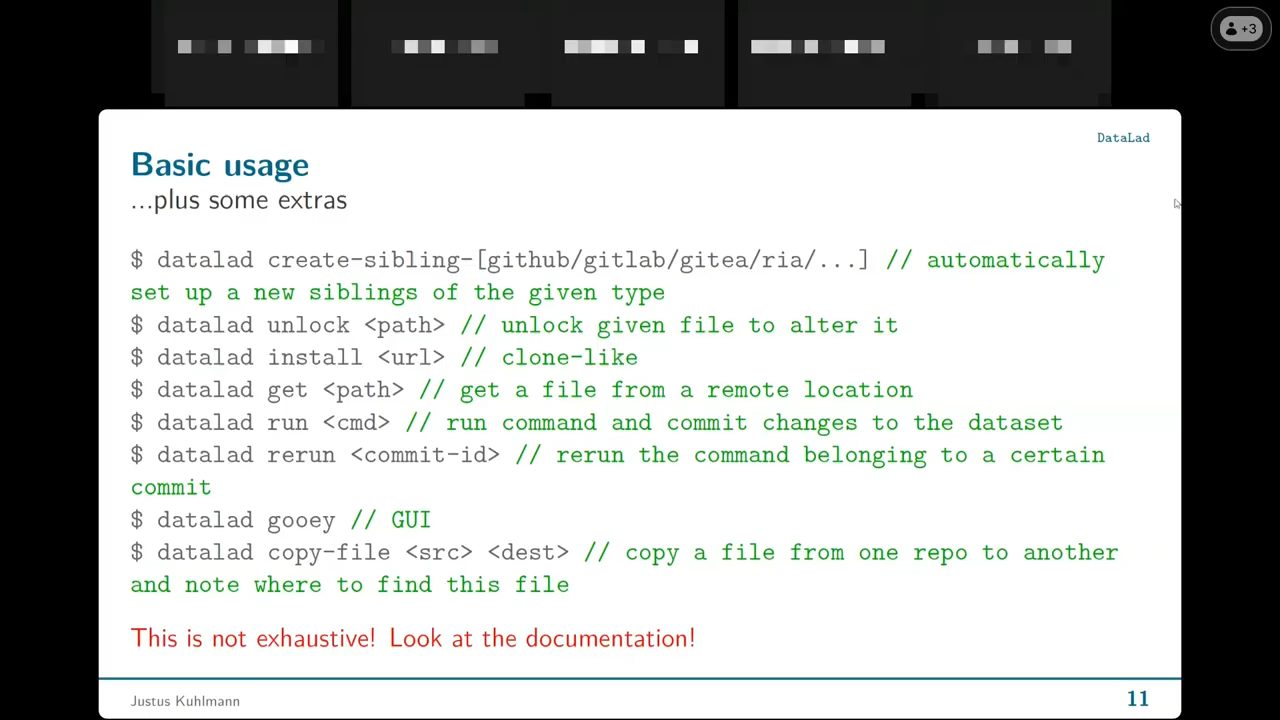 +3
DataLad
Basic usage
...plus some extras
$ datalad create-sibling-[github/gitlab/gitea/ria/...] // automatically
set up a new siblings of the given type
$ datalad unlock <path> // unlock given file to alter it
$ datalad install <url> // clone-like
$ datalad get <path> // get a file from a remote location
$ datalad run <cmd> // run command and commit changes to the dataset
$ datalad rerun <commit-id> // rerun the command belonging to a certain
commit
$ datalad gooey // GUI
$ datalad copy-file <src> <dest> // copy a file from one repo to another
and note where to find this file
This is not exhaustive! Look at the documentation!
Justus Kuhlmann
11